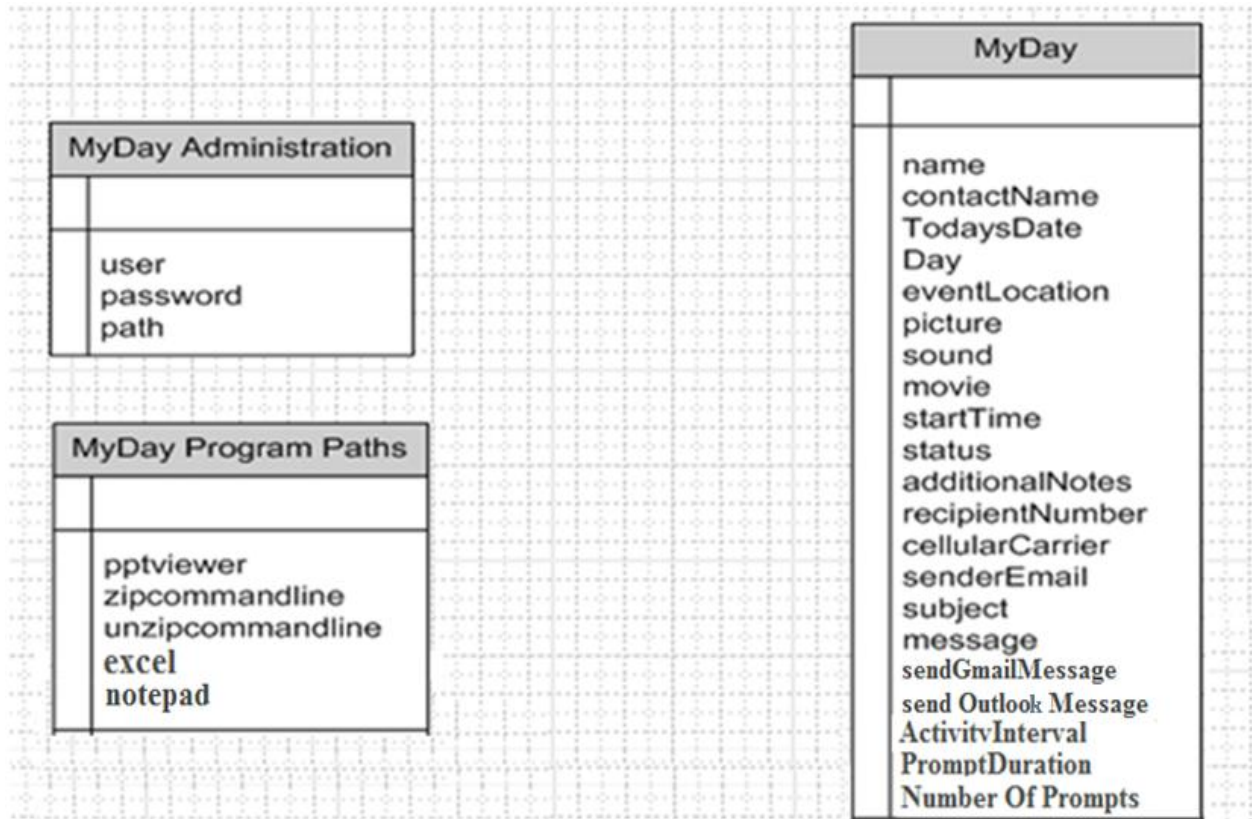 MyDay Administration
user
password
path
MyDay Program Paths
pptviewer
zipcommandline
unzipcommandline
excel
notepad
MyDay
name
contactName
TodaysDate
Day
eventLocation
picture
sound
movie
startTime
status
additionalNotes
recipientNumber
cellularCarrier
senderEmail
subject
message
sendGmailMessage
send Outlook Message
ActivityInterval
PromptDuration
Number Of Prompts